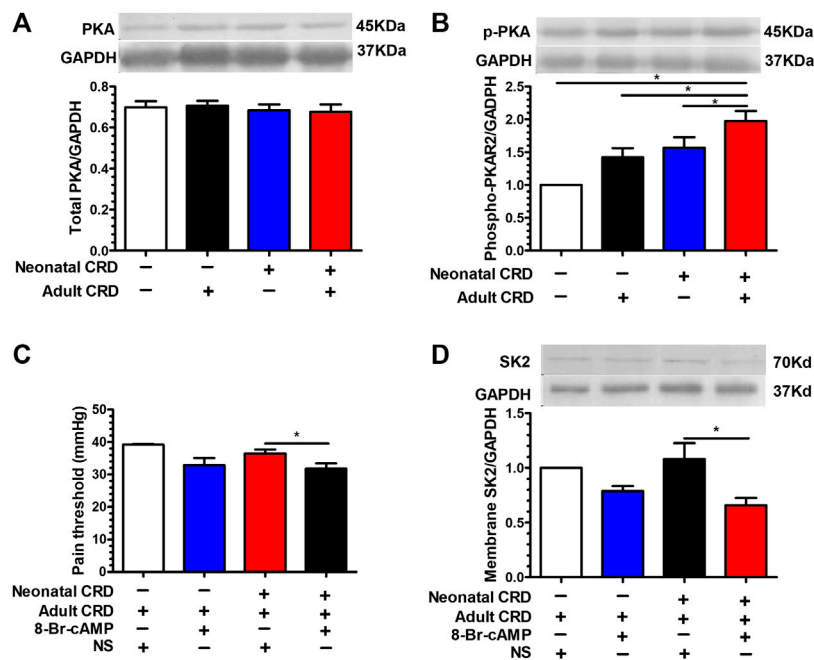 A
PKA
45KDa
GAPDH
37KDa
Total PKA/GAPDH
0.8
0.6
0.4
0.2
0.0
Neonatal CRD − − + +
Adult CRD − + − +
B
p-PKA
45KDa
GAPDH
37KDa
Phospho-PKAR2/GADPH
2.5
2.0
1.5
1.0
0.5
0.0
*
*
*
Neonatal CRD − − + +
Adult CRD − + − +
C
Pain threshold (mmHg)
50
40
30
20
10
0
*
Neonatal CRD − − + +
Adult CRD + + + +
8-Br-cAMP − + − +
NS + − + −
D
SK2
70Kd
GAPDH
37Kd
Membrane SK2/GAPDH
1.5
1.0
0.5
0.0
*
Neonatal CRD − − + +
Adult CRD + + + +
8-Br-cAMP − + − +
NS + − + −